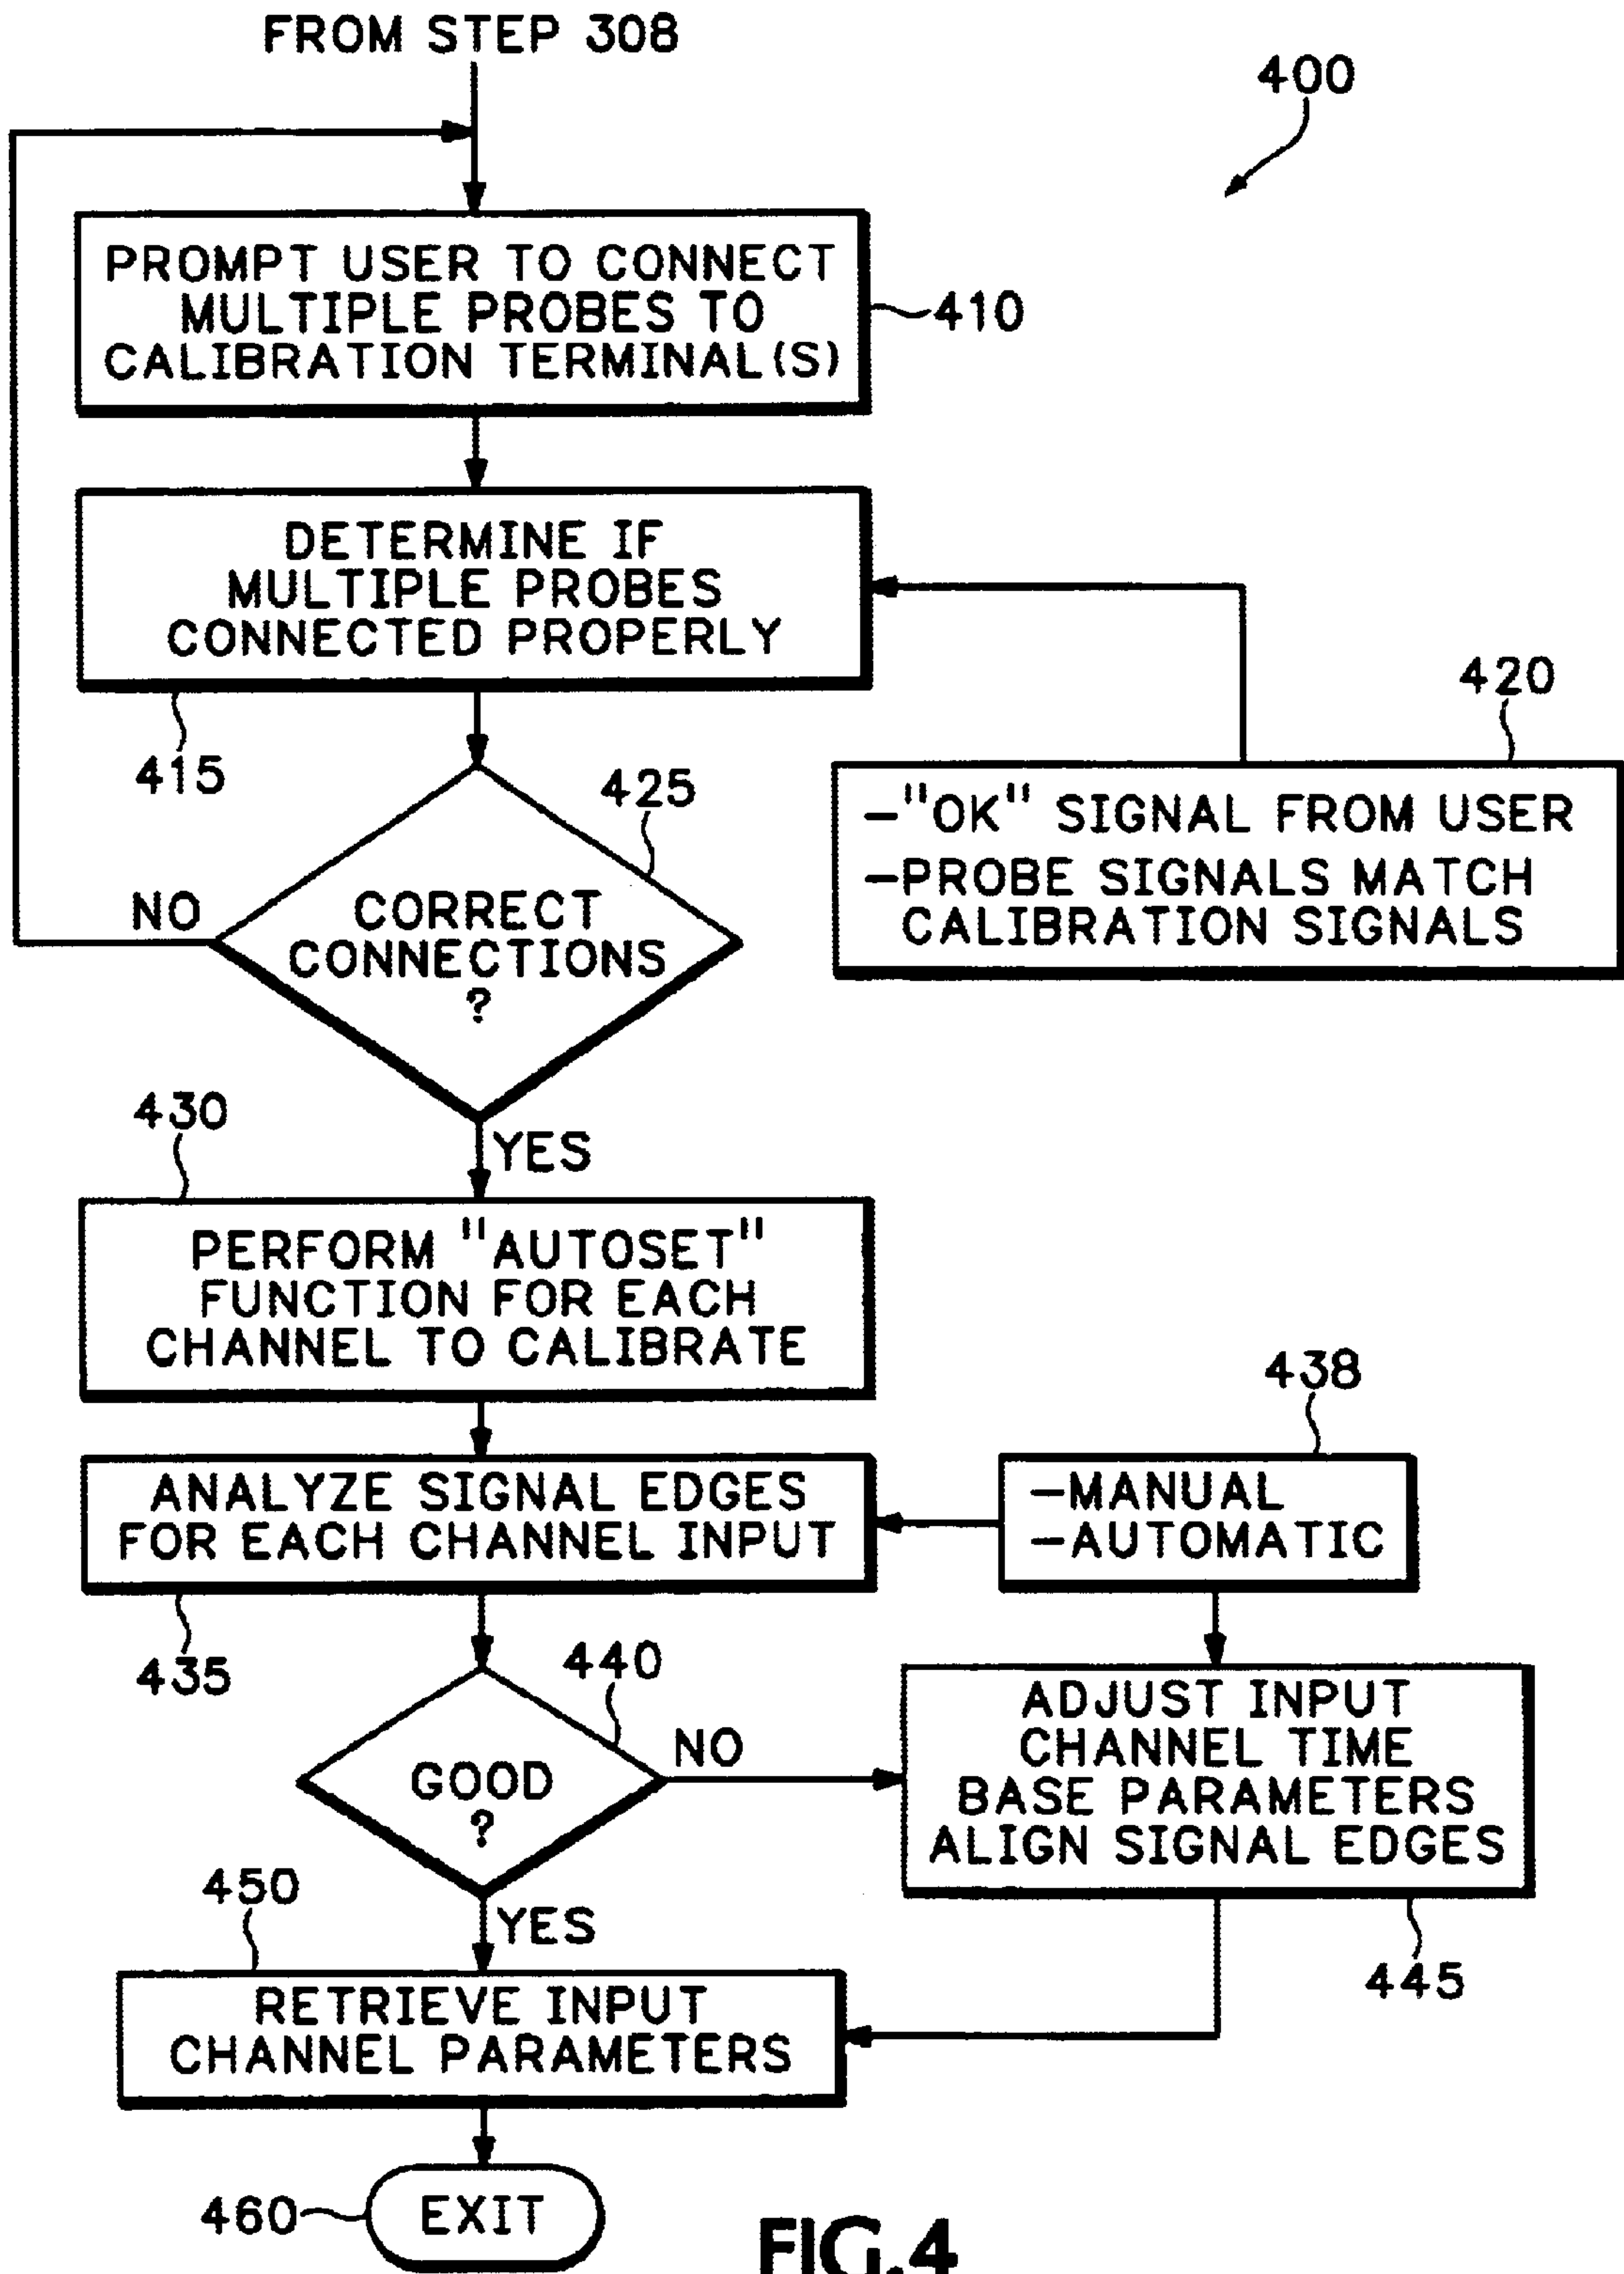 FROM STEP 308
400
PROMPT USER TO CONNECT
MULTIPLE PROBES TO
CALIBRATION TERMINAL(S)
410
DETERMINE IF
MULTIPLE PROBES
CONNECTED PROPERLY
415
420
-"OK" SIGNAL FROM USER
-PROBE SIGNALS MATCH
CALIBRATION SIGNALS
425
CORRECT
CONNECTIONS
?
NO
YES
430
PERFORM "AUTOSET"
FUNCTION FOR EACH
CHANNEL TO CALIBRATE
438
-MANUAL
-AUTOMATIC
ANALYZE SIGNAL EDGES
FOR EACH CHANNEL INPUT
435
440
GOOD
?
NO
ADJUST INPUT
CHANNEL TIME
BASE PARAMETERS
ALIGN SIGNAL EDGES
445
YES
450
RETRIEVE INPUT
CHANNEL PARAMETERS
460
EXIT
FIG.4